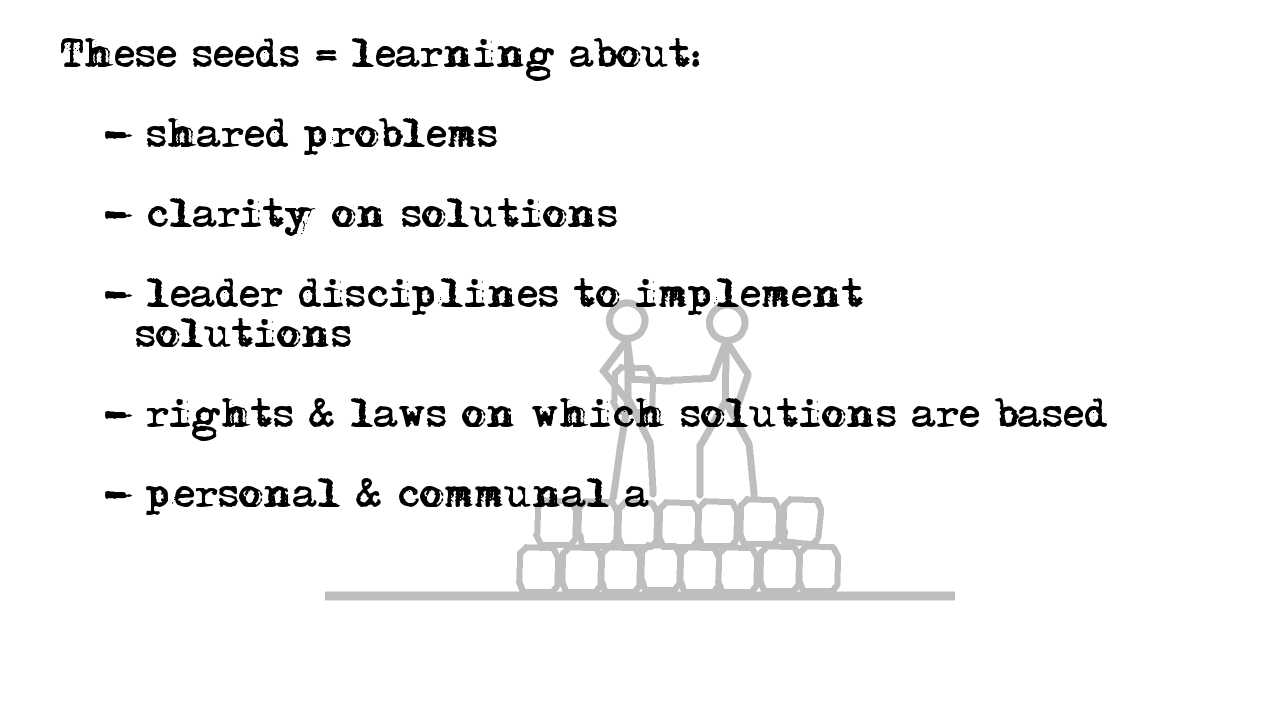 These seeds = learning about:
- shared problems
- clarity on solutions
- leader disciplines to implement
solutions
- rights & laws on which solutions are based
- personal & communal a